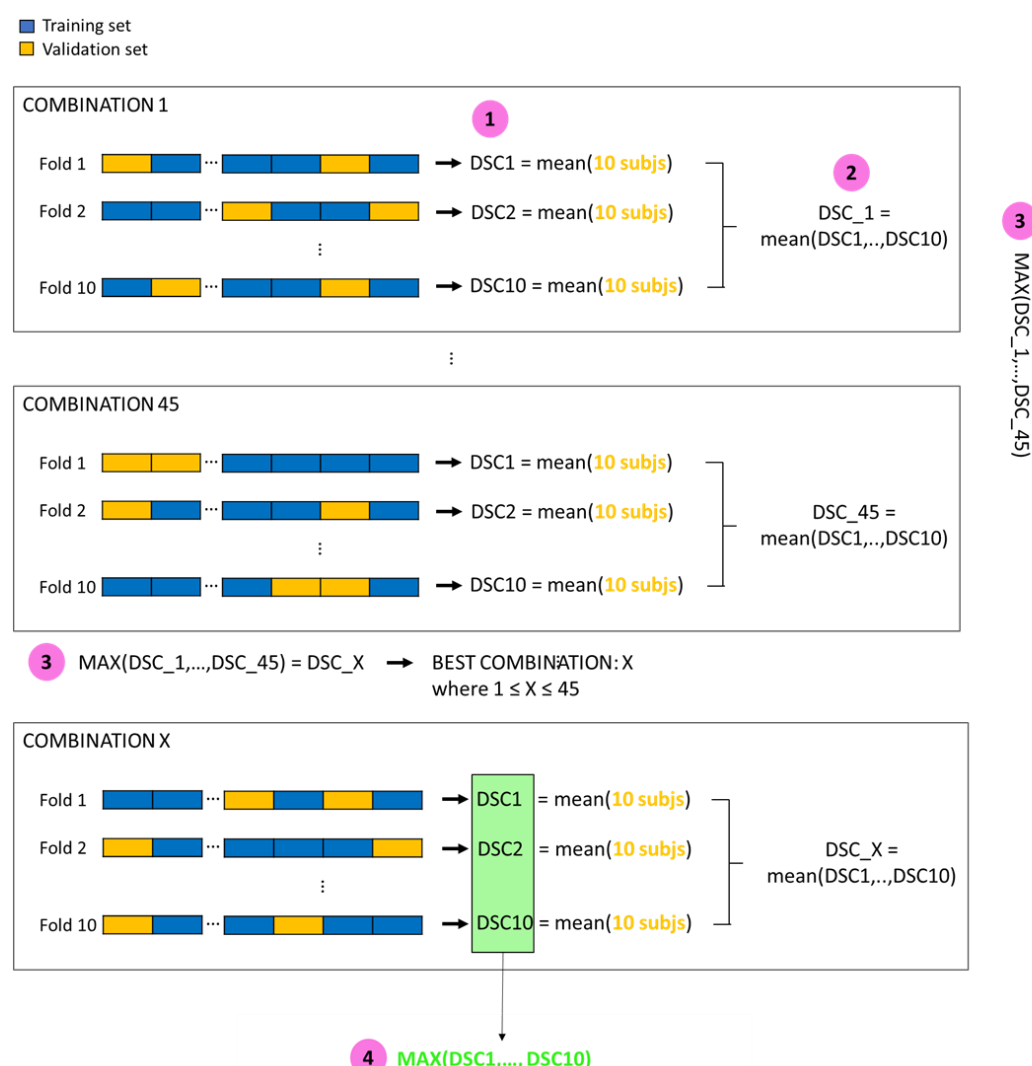 Training set
Validation set
COMBINATION 1
1
Fold 1 ... DSC1 = mean(10 subjs)
2
Fold 2 ... DSC2 = mean(10 subjs)
DSC_1 =
mean(DSC1,..,DSC10)
...
Fold 10 ... DSC10 = mean(10 subjs)
3
MAX(DSC_1,...,DSC_45)
...
COMBINATION 45
Fold 1 ... DSC1 = mean(10 subjs)
Fold 2 ... DSC2 = mean(10 subjs)
DSC_45 =
mean(DSC1,..,DSC10)
...
Fold 10 ... DSC10 = mean(10 subjs)
3 MAX(DSC_1,...,DSC_45) = DSC_X → BEST COMBINATION: X
where 1 ≤ X ≤ 45
COMBINATION X
Fold 1 ... DSC1 = mean(10 subjs)
Fold 2 ... DSC2 = mean(10 subjs)
DSC_X =
mean(DSC1,..,DSC10)
...
Fold 10 ... DSC10 = mean(10 subjs)
4 MAX(DSC1,..., DSC10)